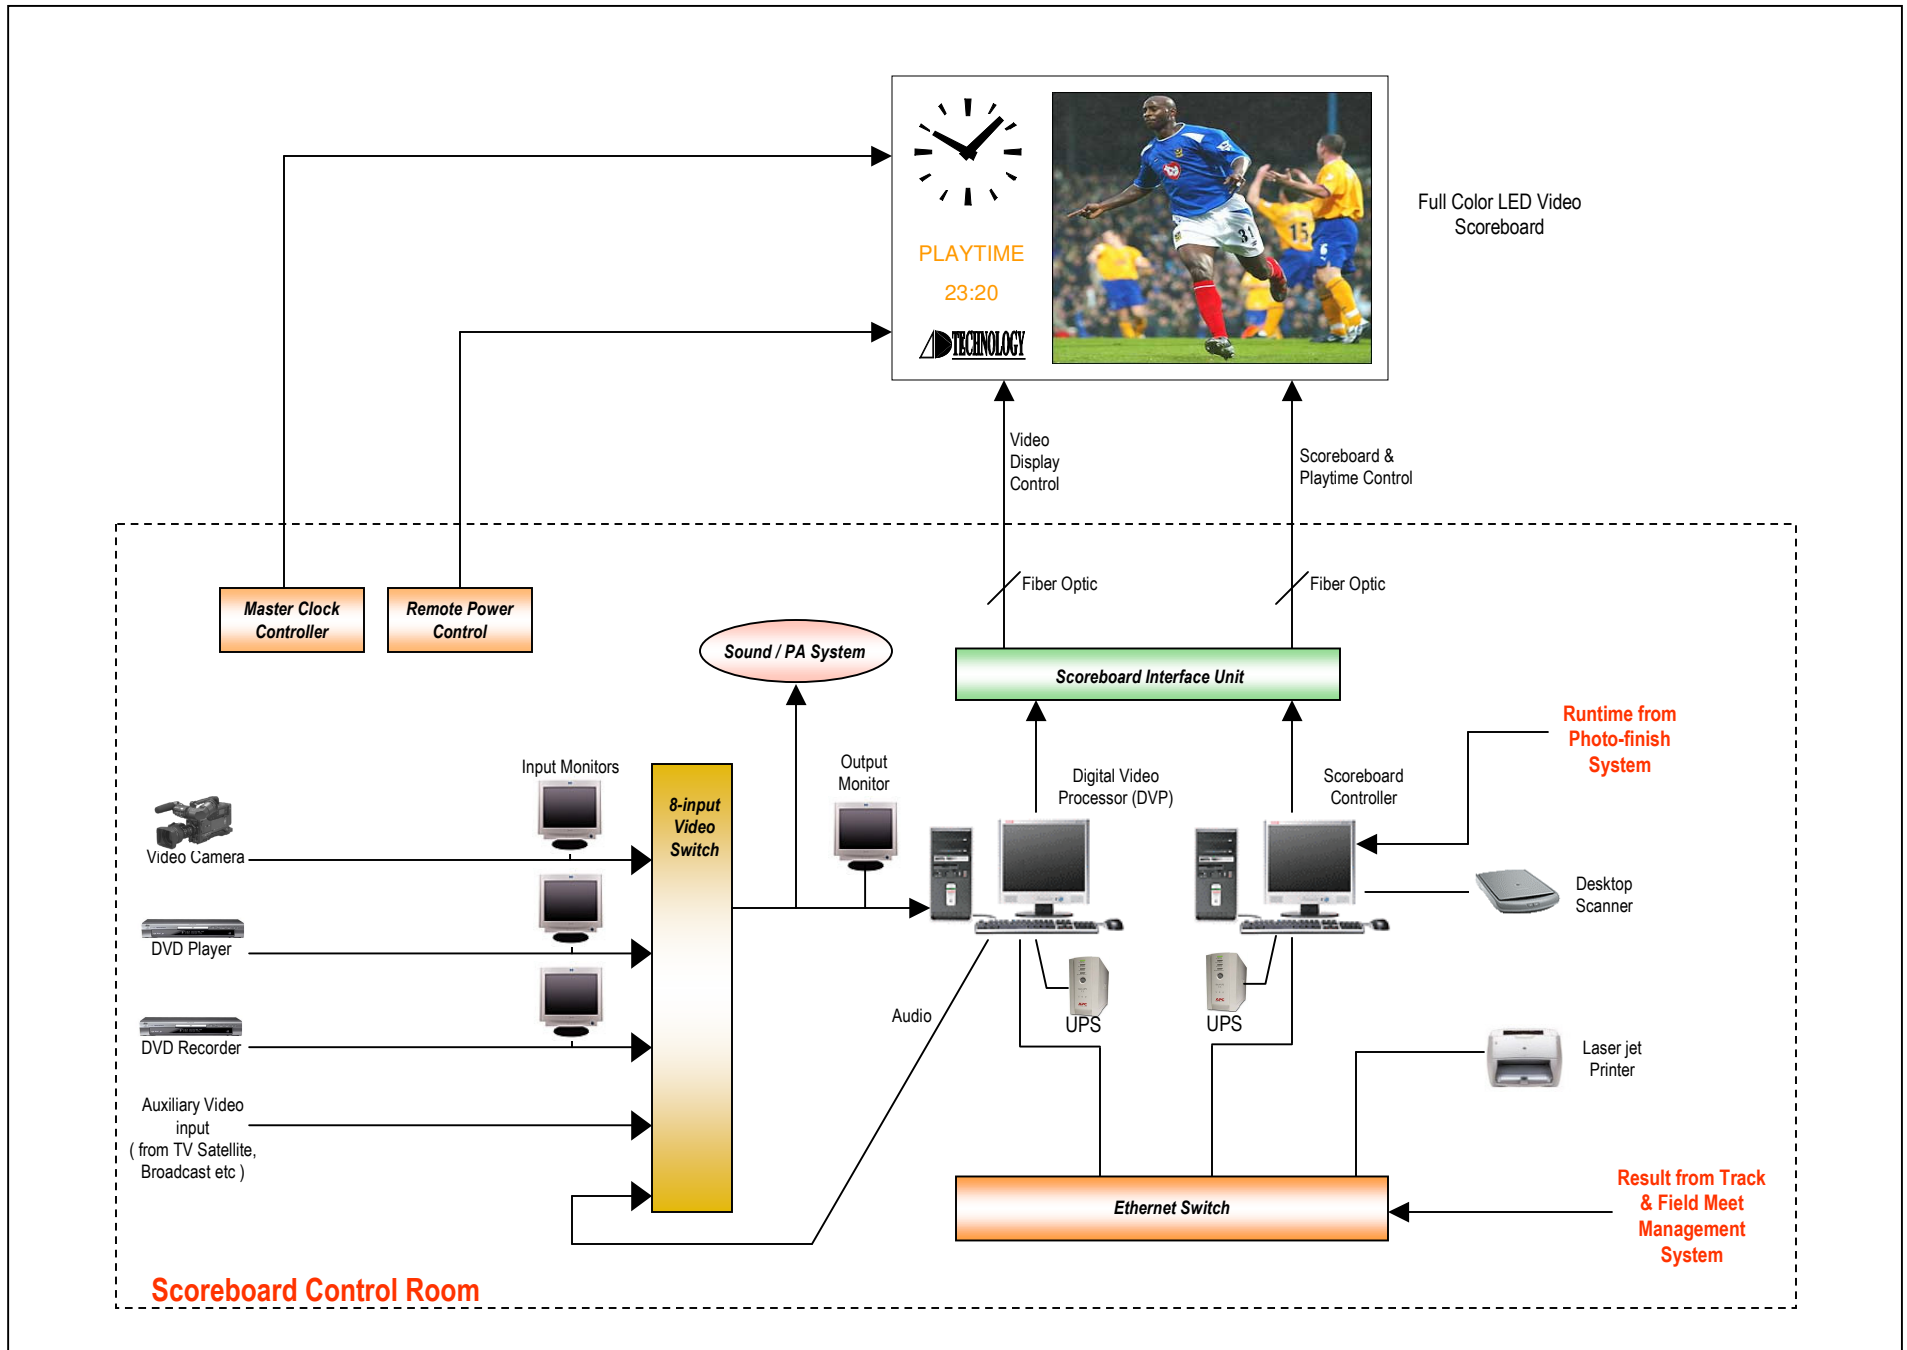 PLAYTIME
23:20
TECHNOLOGY
31
15
6
Full Color LED Video
Scoreboard
Video
Display
Control
Scoreboard &
Playtime Control
Fiber Optic
Fiber Optic
Master Clock
Controller
Remote Power
Control
Sound / PA System
Scoreboard Interface Unit
Runtime from
Photo-finish
System
Input Monitors
Output
Monitor
8-input
Video
Switch
Digital Video
Processor (DVP)
Scoreboard
Controller
Video Camera
DVD Player
DVD Recorder
Auxiliary Video
input
( from TV Satellite,
Broadcast etc )
Desktop
Scanner
Audio
UPS
UPS
Laser jet
Printer
Ethernet Switch
Result from Track
& Field Meet
Management
System
Scoreboard Control Room